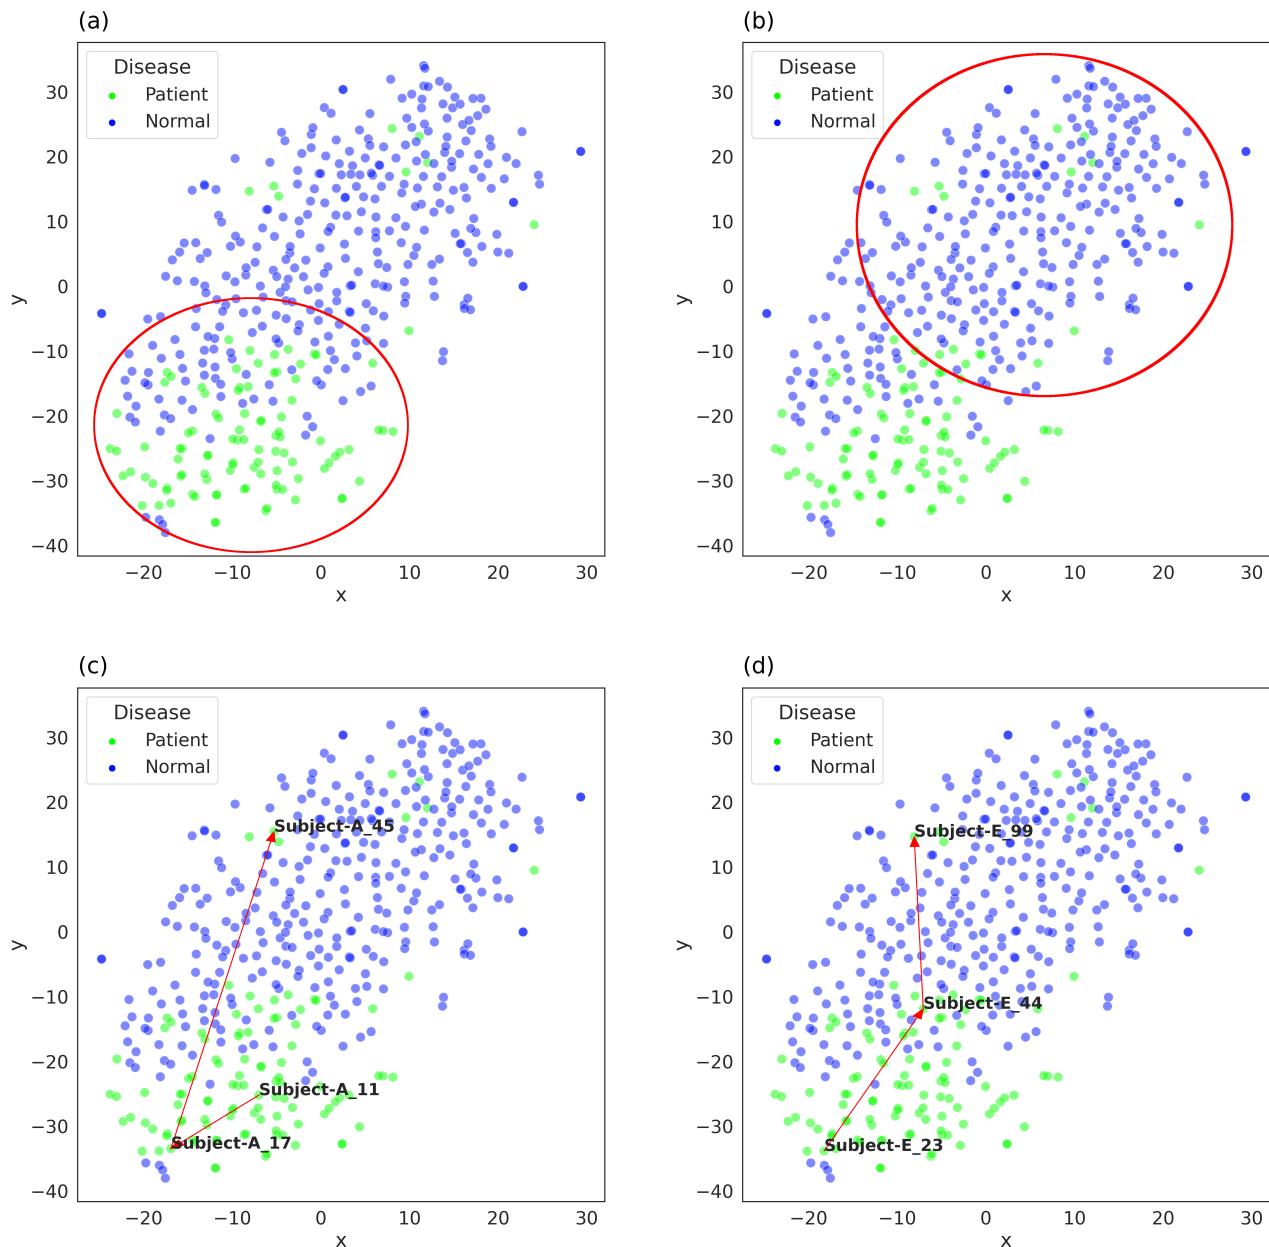 (a)
Disease
Patient
Normal
30
20
10
0
−10
−20
−30
−40
y
−20
−10
0
10
20
30
x
(b)
Disease
Patient
Normal
30
20
10
0
−10
−20
−30
−40
y
−20
−10
0
10
20
30
x
(c)
Disease
Patient
Normal
30
20
10
0
−10
−20
−30
−40
y
Subject-A_45
Subject-A_11
Subject-A_17
−20
−10
0
10
20
30
x
(d)
Disease
Patient
Normal
30
20
10
0
−10
−20
−30
−40
y
Subject-E_99
Subject-E_44
Subject-E_23
−20
−10
0
10
20
30
x